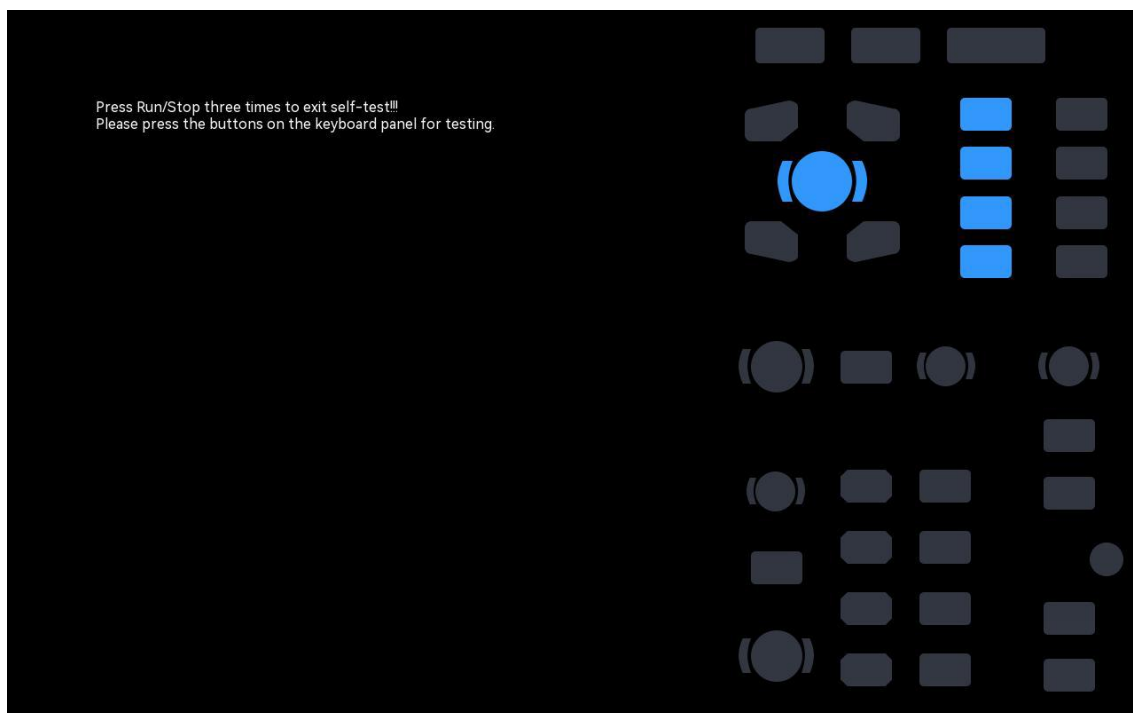 Press Run/Stop three times to exit self-test!!!
Please press the buttons on the keyboard panel for testing.